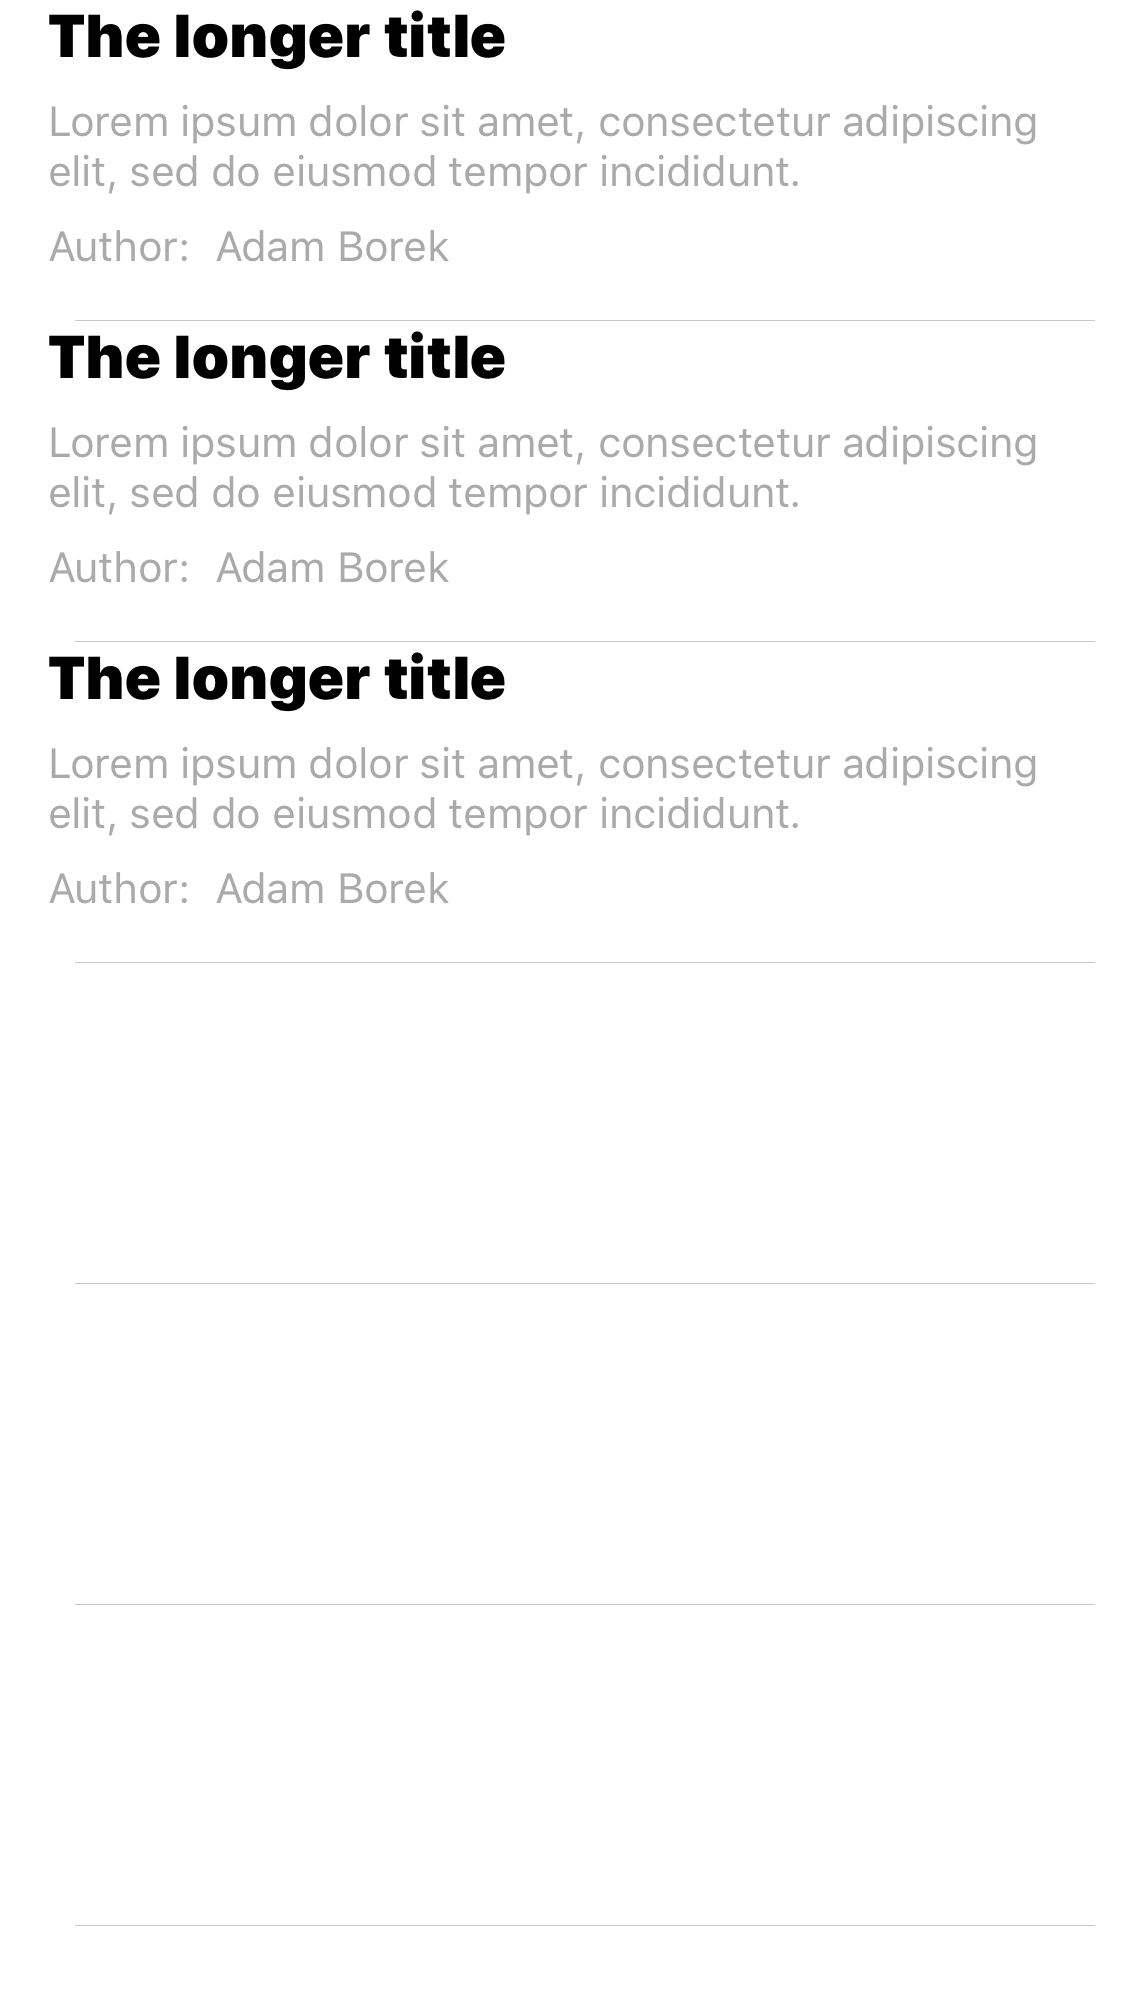 The longer title
Lorem ipsum dolor sit amet, consectetur adipiscing
elit, sed do eiusmod tempor incididunt.
Author: Adam Borek
The longer title
Lorem ipsum dolor sit amet, consectetur adipiscing
elit, sed do eiusmod tempor incididunt.
Author: Adam Borek
The longer title
Lorem ipsum dolor sit amet, consectetur adipiscing
elit, sed do eiusmod tempor incididunt.
Author: Adam Borek